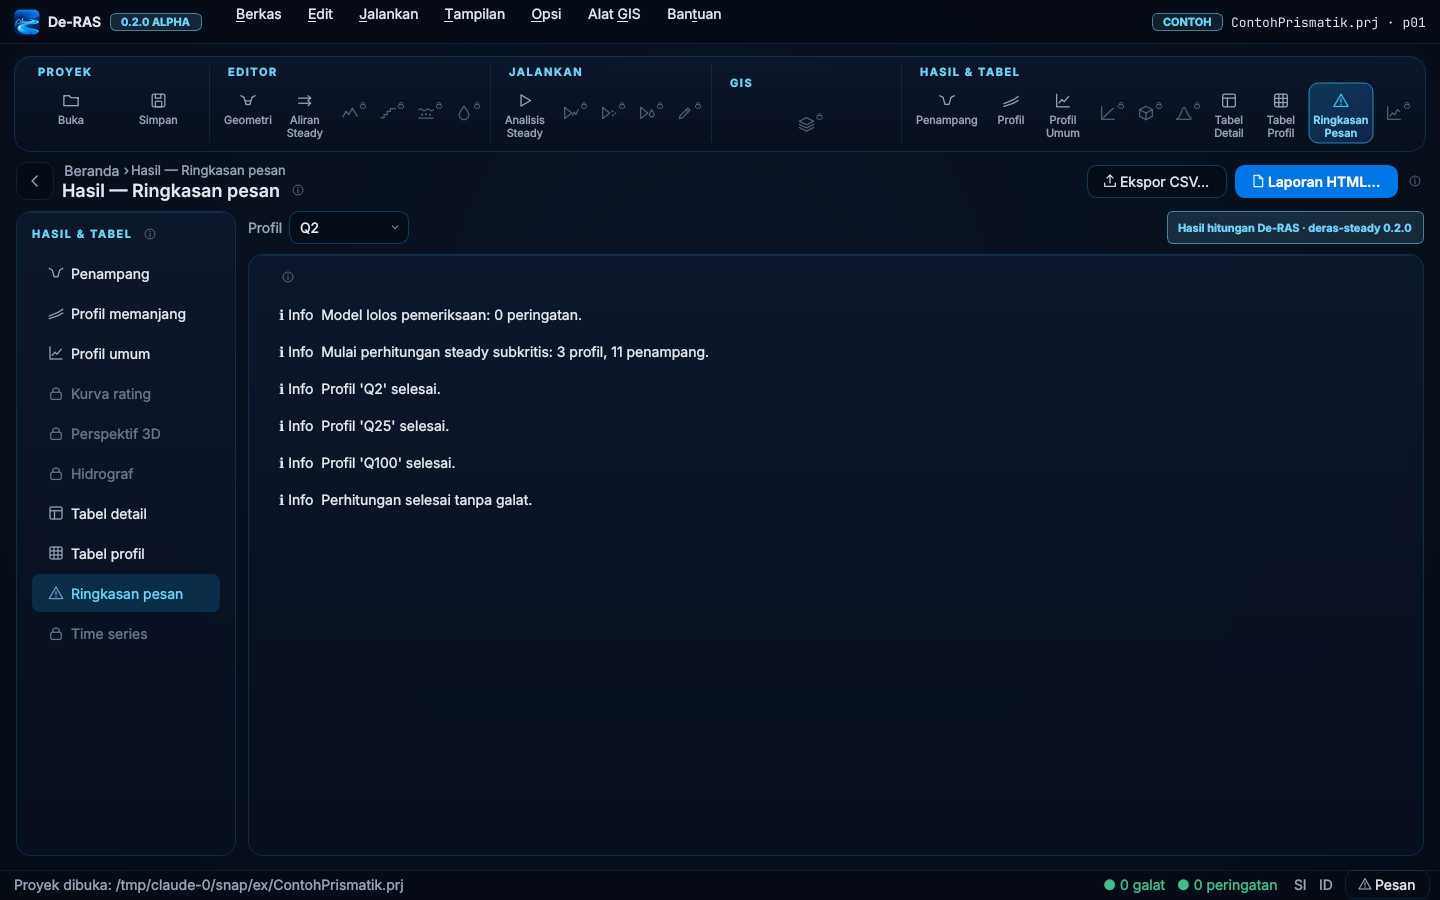 De-RAS 0.2.0 ALPHA Berkas Edit Jalankan Tampilan Opsi Alat GIS Bantuan CONTOH ContohPrismatik.prj · p01
PROYEK EDITOR JALANKAN GIS HASIL & TABEL
Buka Simpan Geometri Aliran Steady Analisis Steady Penampang Profil Profil Umum Tabel Detail Tabel Profil Ringkasan Pesan
Beranda › Hasil — Ringkasan pesan
Hasil — Ringkasan pesan
Ekspor CSV... Laporan HTML...
HASIL & TABEL
Penampang
Profil memanjang
Profil umum
Kurva rating
Perspektif 3D
Hidrograf
Tabel detail
Tabel profil
Ringkasan pesan
Time series
Profil Q2 Hasil hitungan De-RAS · deras-steady 0.2.0
ℹ Info Model lolos pemeriksaan: 0 peringatan.
ℹ Info Mulai perhitungan steady subkritis: 3 profil, 11 penampang.
ℹ Info Profil 'Q2' selesai.
ℹ Info Profil 'Q25' selesai.
ℹ Info Profil 'Q100' selesai.
ℹ Info Perhitungan selesai tanpa galat.
Proyek dibuka: /tmp/claude-0/snap/ex/ContohPrismatik.prj 0 galat 0 peringatan SI ID Pesan